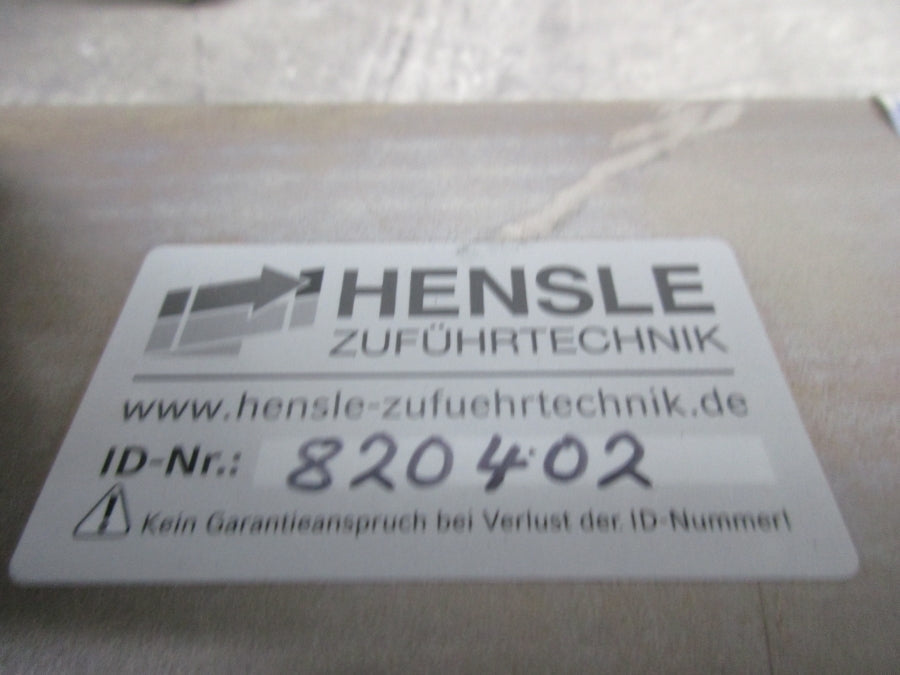 HENSLE
ZUFÜHRTECHNIK
www.hensle-zufuehrtechnik.de
ID-Nr.: 820402
Kein Garantieanspruch bei Verlust der ID-Nummer!